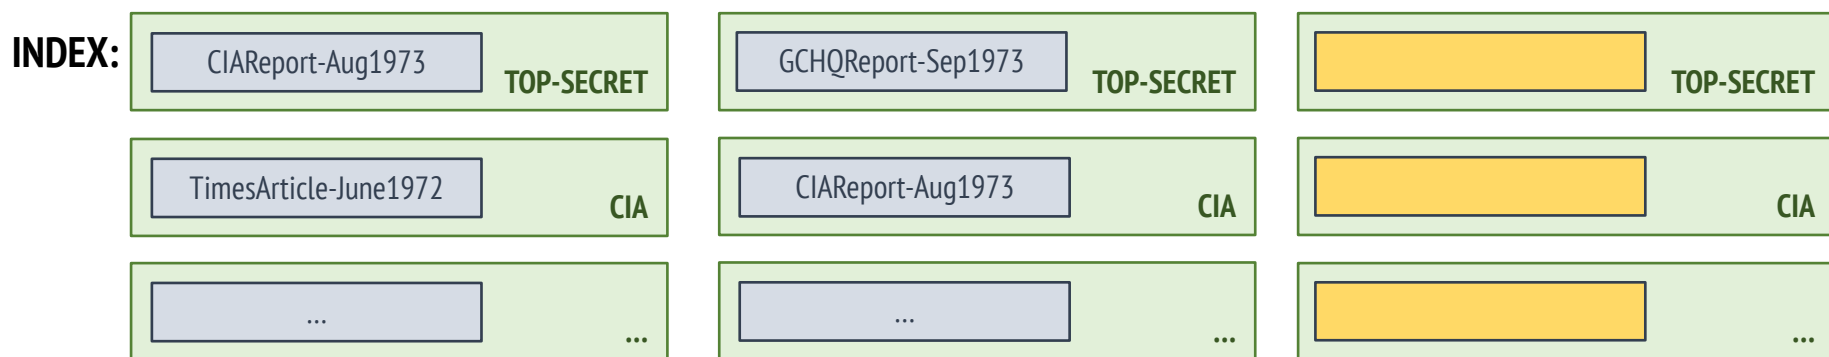 INDEX:
CIAReport-Aug1973 TOP-SECRET
GCHQReport-Sep1973 TOP-SECRET
TOP-SECRET
TimesArticle-June1972 CIA
CIAReport-Aug1973 CIA
CIA
... ...
... ...
...